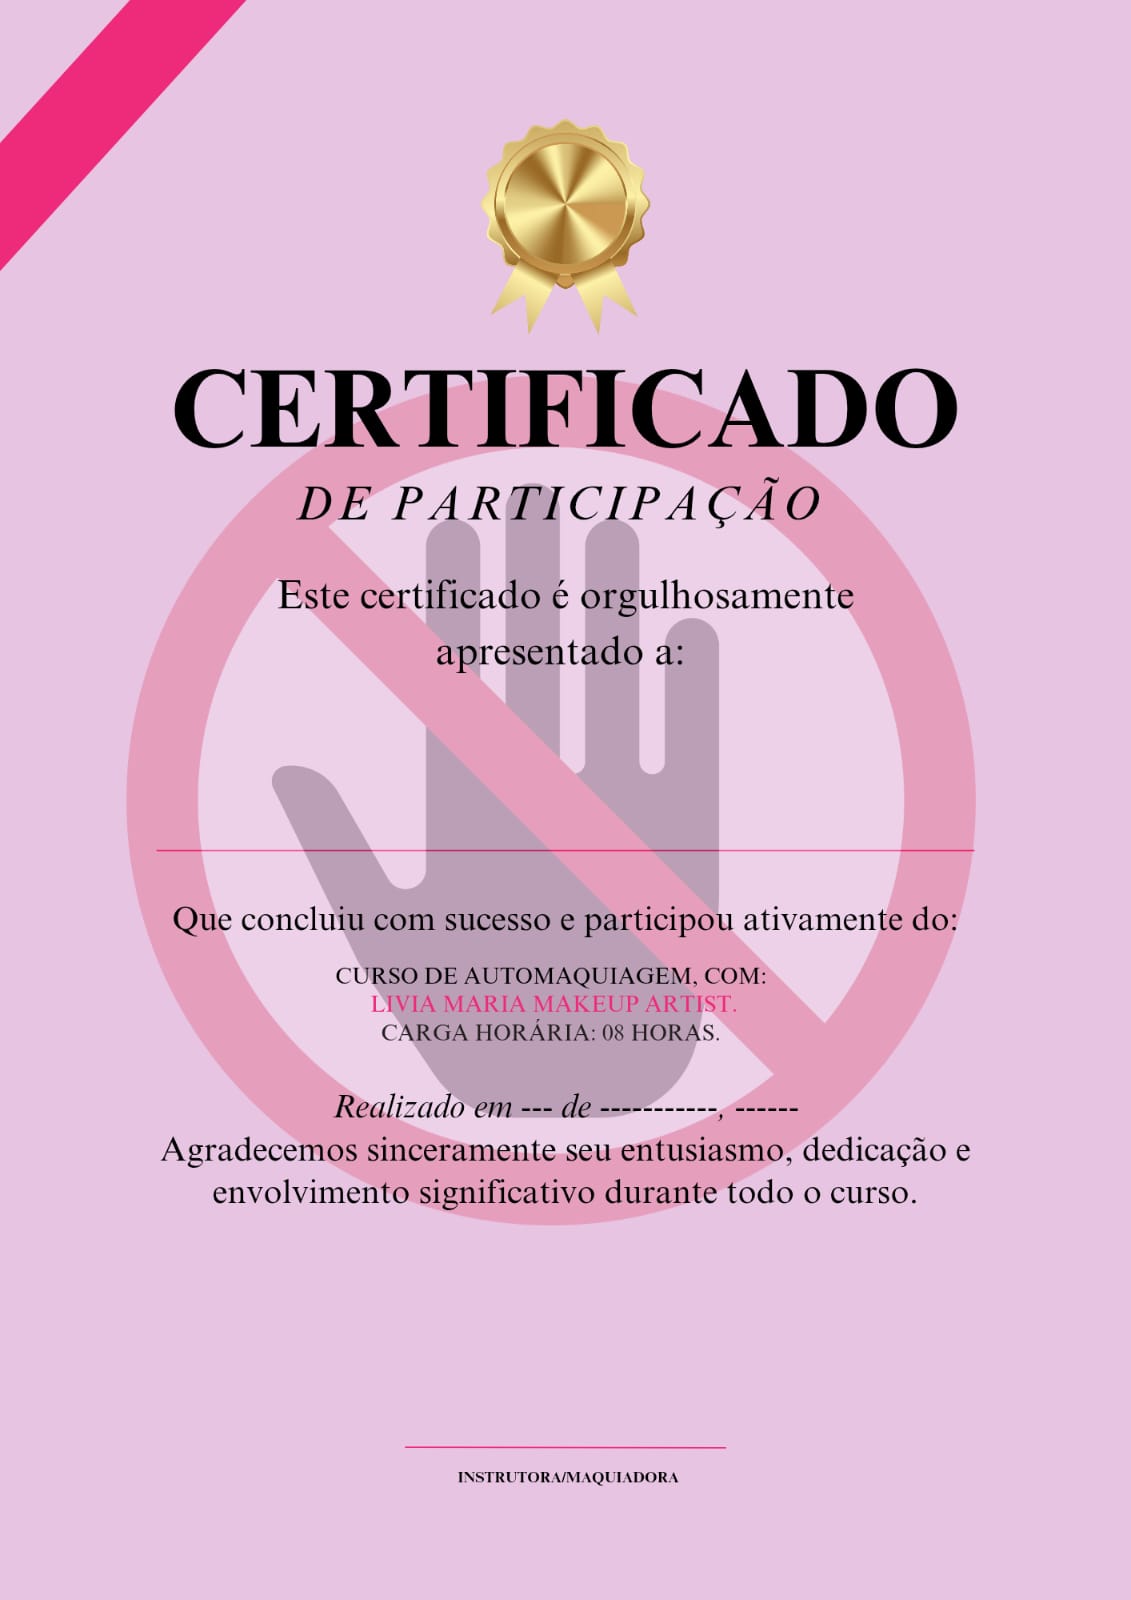 CERTIFICADO
DE PARTICIPAÇÃO
Este certificado é orgulhosamente
apresentado a:
Que concluiu com sucesso e participou ativamente do:
CURSO DE AUTOMAQUIAGEM, COM:
LIVIA MARIA MAKEUP ARTIST.
CARGA HORÁRIA: 08 HORAS.
Realizado em --- de -----------, ------
Agradecemos sinceramente seu entusiasmo, dedicação e
envolvimento significativo durante todo o curso.
INSTRUTORA/MAQUIADORA